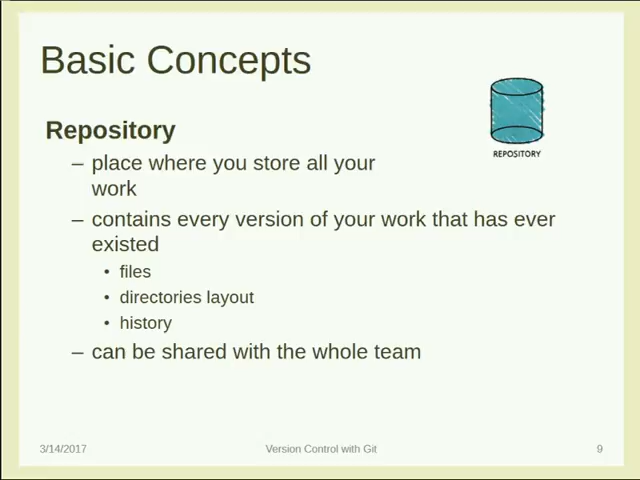 Basic Concepts
REPOSITORY
Repository
– place where you store all your
work
– contains every version of your work that has ever
existed
• files
• directories layout
• history
– can be shared with the whole team
3/14/2017 Version Control with Git 9